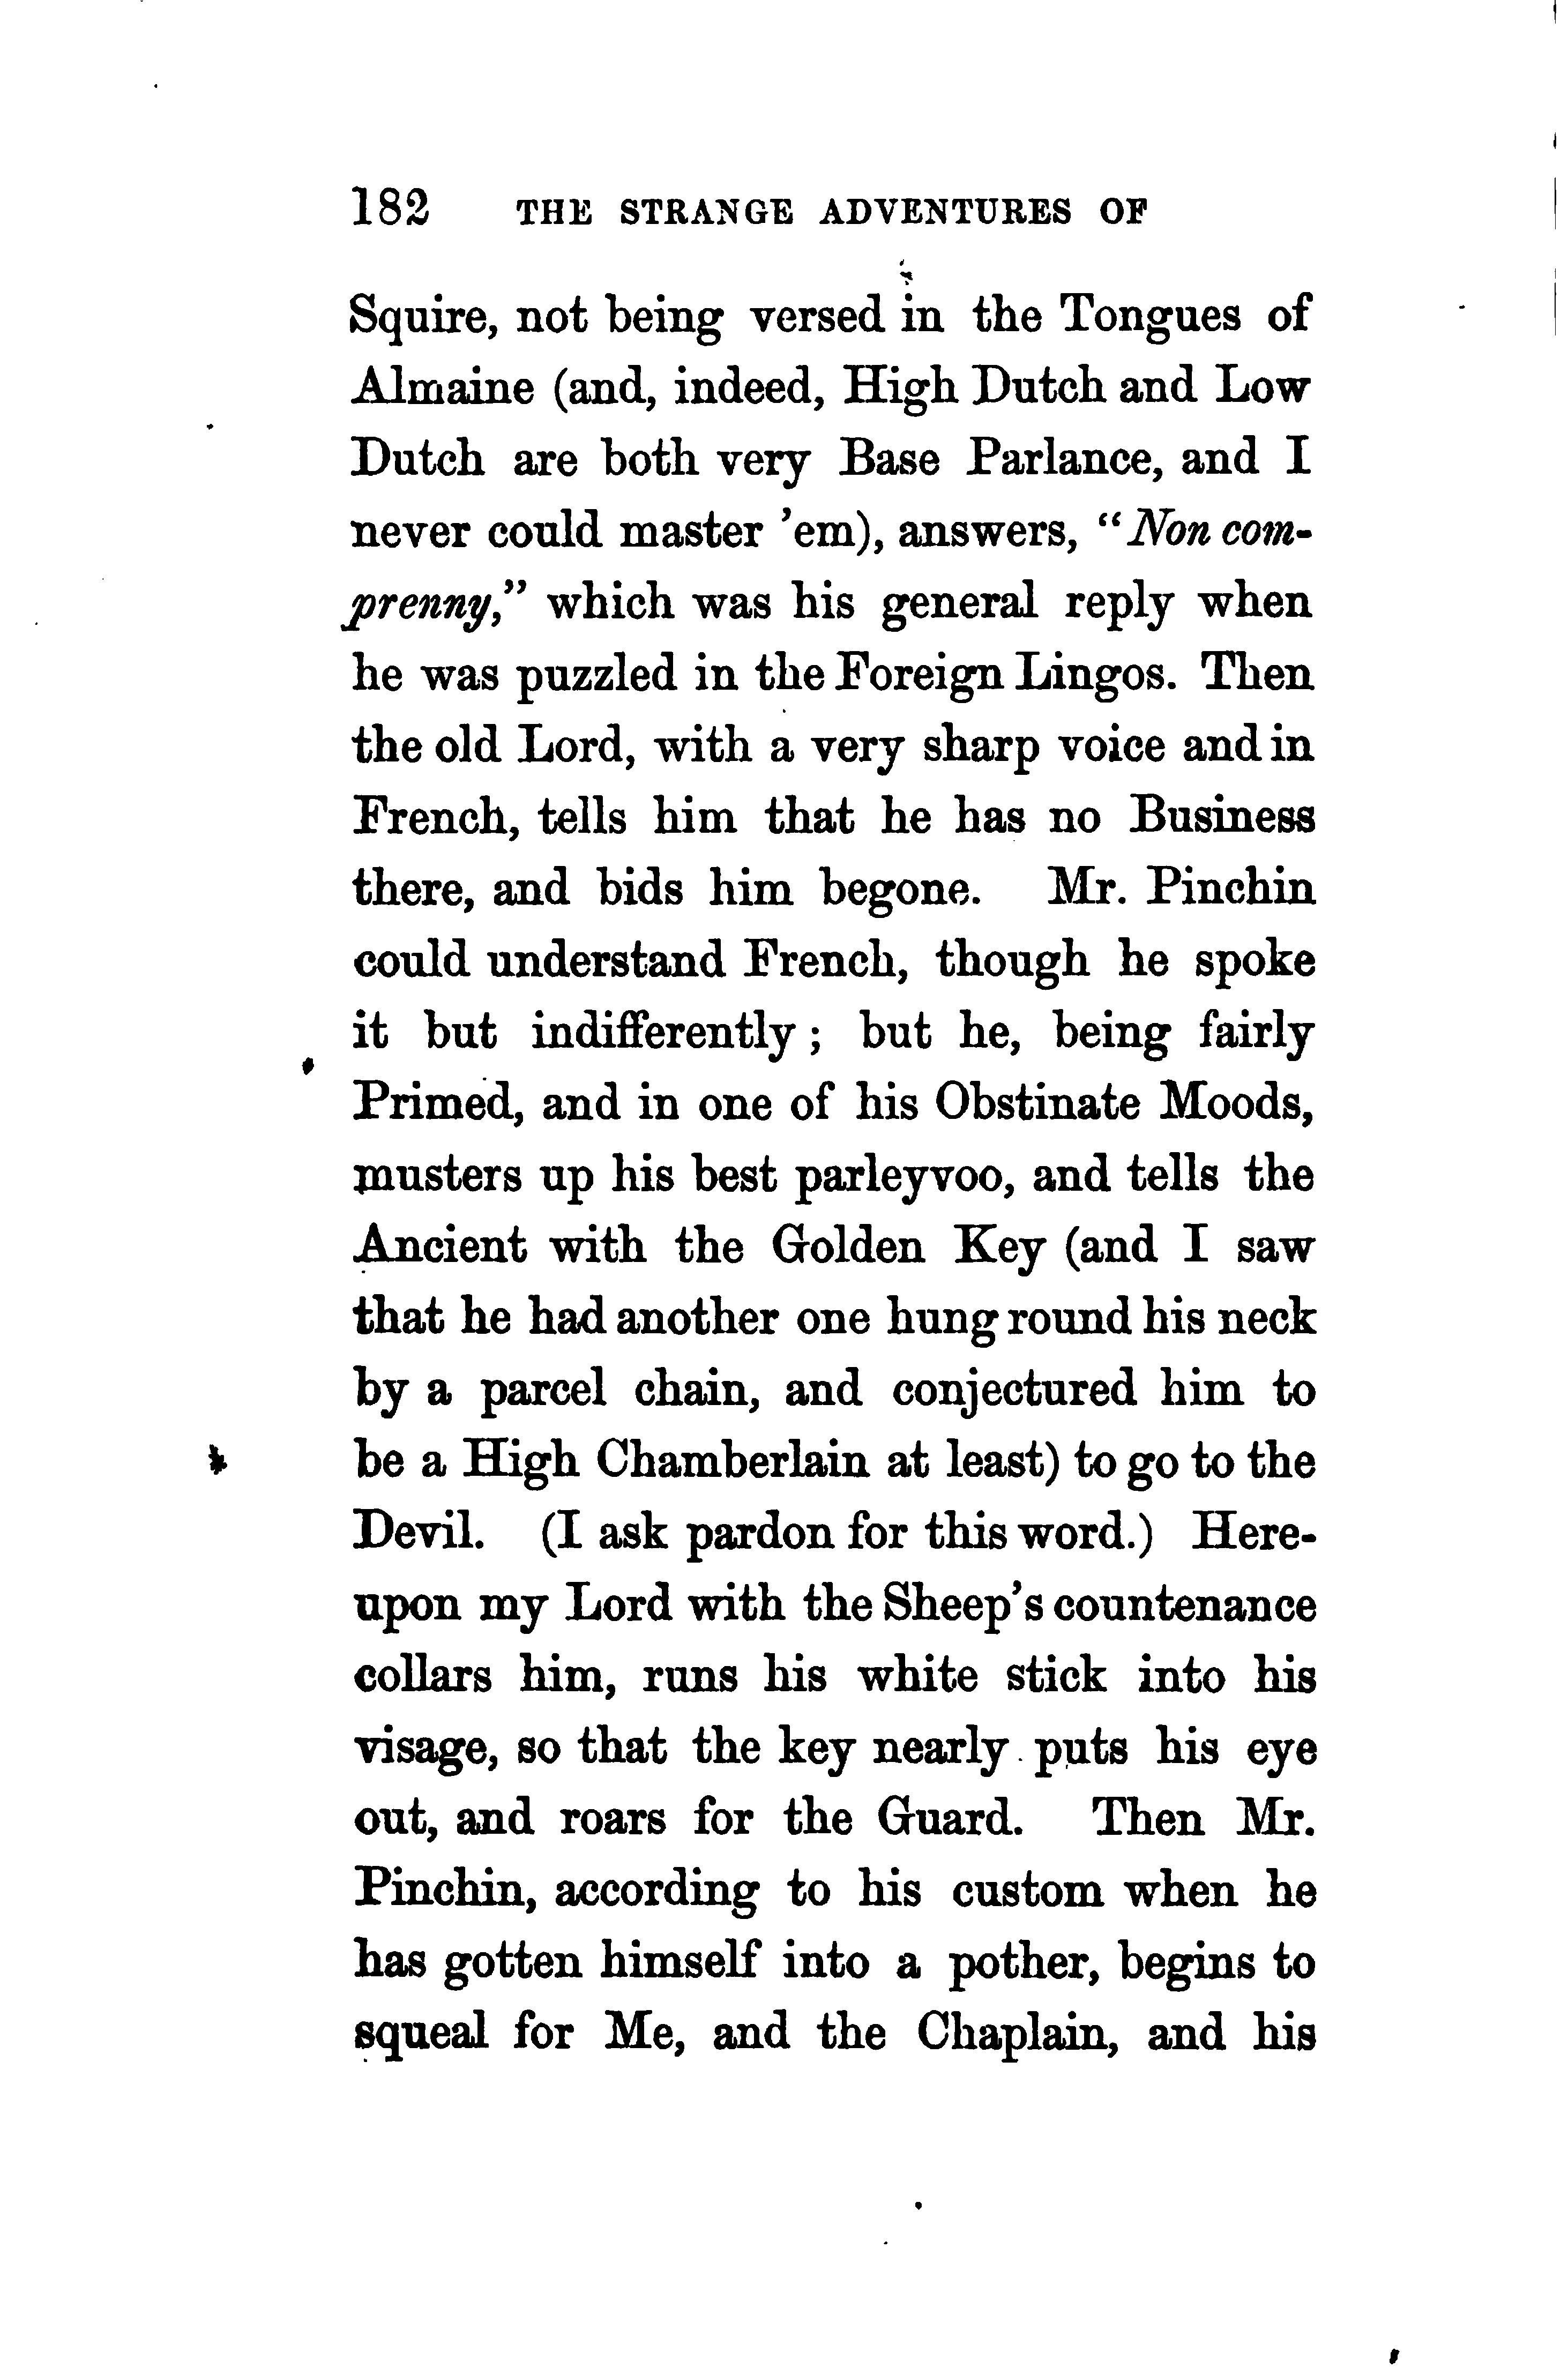 182 THE STRANGE ADVENTURES OF
Squire, not being versed in the Tongues of
Almaine (and, indeed, High Dutch and Low
Dutch are both very Base Parlance, and I
never could master 'em), answers, “Non com-
prenny,” which was his general reply when
he was puzzled in the Foreign Lingos. Then
the old Lord, with a very sharp voice and in
French, tells him that he has no Business
there, and bids him begone. Mr. Pinchin
could understand French, though he spoke
it but indifferently; but he, being fairly
Primed, and in one of his Obstinate Moods,
musters up his best parleyvoo, and tells the
Ancient with the Golden Key (and I saw
that he had another one hung round his neck
by a parcel chain, and conjectured him to
be a High Chamberlain at least) to go to the
Devil. (I ask pardon for this word.) Here-
upon my Lord with the Sheep's countenance
collars him, runs his white stick into his
visage, so that the key nearly puts his eye
out, and roars for the Guard. Then Mr.
Pinchin, according to his custom when he
has gotten himself into a pother, begins to
squeal for Me, and the Chaplain, and his